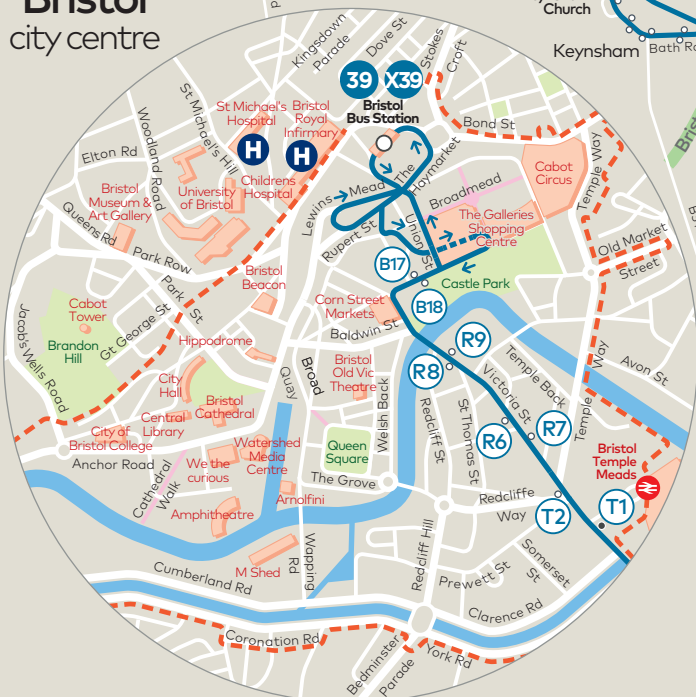 Bristol
city centre
Church
Keynsham
Bath Ro
Brist
Kingsdown
Parade
Dove St
Stokes
Croft
39
X39
Bristol
Bus Station
St Michael's
Hospital
Bristol
Royal
Infirmary
H
H
Childrens
Hospital
St Michael's Hill
Woodland Road
Elton Rd
University
of Bristol
Bristol
Museum &
Art Gallery
Queens Rd
Park Row
Bond St
Cabot
Circus
Temple Way
The
Haymarket
Lewins
Mead
Broadmead
The Galleries
Shopping
Centre
Union St
Rupert St
Old Market
Street
Castle Park
B17
B18
Bristol
Beacon
Park St
Cabot
Tower
Brandon
Hill
Gt George St
Jacob's Wells Road
Hippodrome
Corn Street
Markets
Baldwin St
R9
R8
Quay
Broad
Bristol
Old Vic
Theatre
Welsh Back
Temple Back
Victoria St
Avon St
Temple
Way
City
Hall
Bristol
Cathedral
Central
Library
City of
Bristol College
Anchor Road
Cathedral
Walk
We the
curious
Watershed
Media
Centre
Queen
Square
The Grove
Redcliff St
St Thomas St
R6
R7
Bristol
Temple
Meads
T1
T2
Redcliffe
Way
Arnolfini
Amphitheatre
M Shed
Wapping
Rd
Redcliff Hill
Prewett St
Somerset
St
Cumberland Rd
Clarence Rd
Coronation Rd
York Rd
Bedminster
Parade